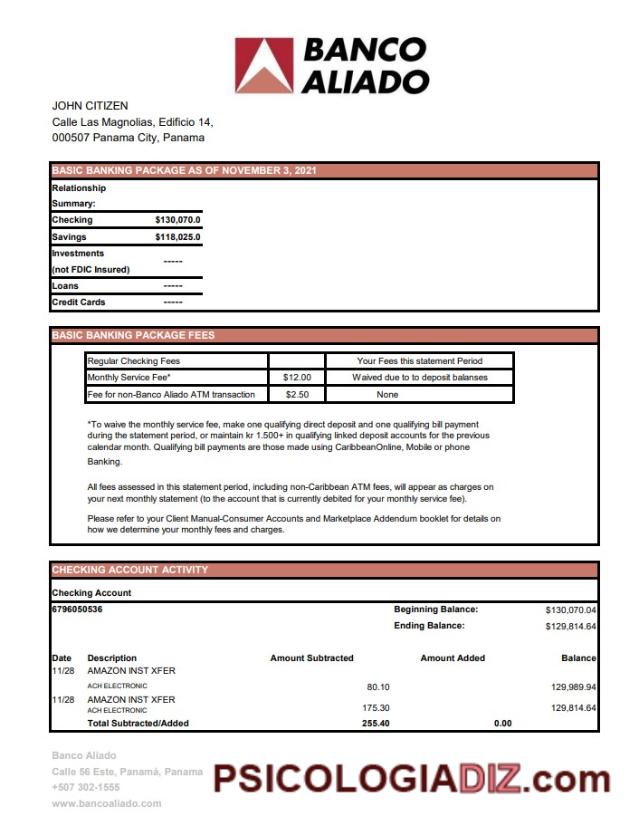 BANCO
ALIADO
JOHN CITIZEN
Calle Las Magnolias, Edificio 14,
000507 Panama City, Panama
BASIC BANKING PACKAGE AS OF NOVEMBER 3, 2021
Relationship
Summary:
Checking $130,070.0
Savings $118,025.0
Investments
(not FDIC Insured) -----
Loans -----
Credit Cards -----
BASIC BANKING PACKAGE FEES
Regular Checking Fees Your Fees this statement Period
Monthly Service Fee* $12.00 Waived due to to deposit balanses
Fee for non-Banco Aliado ATM transaction $2.50 None
*To waive the monthly service fee, make one qualifying direct deposit and one qualifying bill payment
during the statement period, or maintain kr 1.500+ in qualifying linked deposit accounts for the previous
calendar month. Qualifying bill payments are those made using CaribbeanOnline, Mobile or phone
Banking.
All fees assessed in this statement period, including non-Caribbean ATM fees, will appear as charges on
your next monthly statement (to the account that is currently debited for your monthly service fee).
Please refer to your Client Manual-Consumer Accounts and Marketplace Addendum booklet for details on
how we determine your monthly fees and charges.
CHECKING ACCOUNT ACTIVITY
Checking Account
6796050536 Beginning Balance: $130,070.04
Ending Balance: $129,814.64
Date Description Amount Subtracted Amount Added Balance
11/28 AMAZON INST XFER
ACH ELECTRONIC 80.10 129,989.94
11/28 AMAZON INST XFER
ACH ELECTRONIC 175.30 129,814.64
Total Subtracted/Added 255.40 0.00
Banco Aliado
Calle 56 Este, Panamá, Panama
+507 302-1555
www.bancoaliado.com
PSICOLOGIADIZ.com